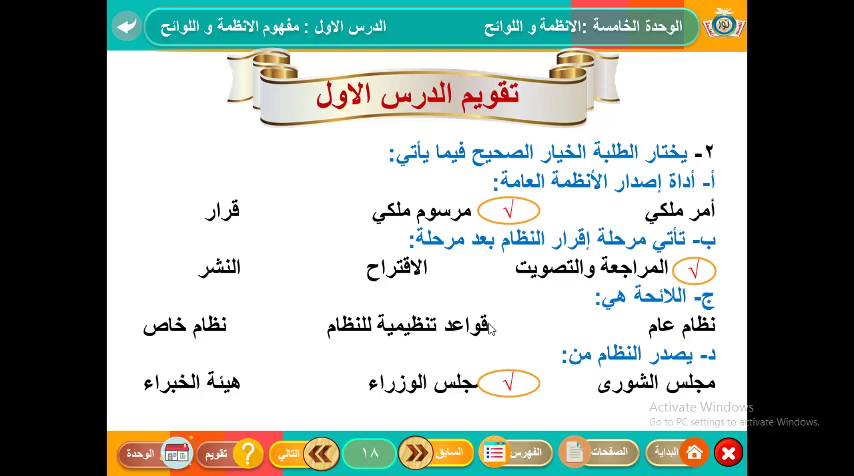 الوحدة الخامسة :الانظمة و اللوائح الدرس الاول : مفهوم الانظمة و اللوائح
نور
تقويم الدرس الاول
٢- يختار الطلبة الخيار الصحيح فيما يأتي:
أ- أداة إصدار الأنظمة العامة:
أمر ملكي √ مرسوم ملكي قرار
ب- تأتي مرحلة إقرار النظام بعد مرحلة:
√ المراجعة والتصويت الاقتراح النشر
ج- اللائحة هي:
نظام عام قواعد تنظيمية للنظام نظام خاص
د- يصدر النظام من:
مجلس الشورى √ مجلس الوزراء هيئة الخبراء
Activate Windows
Go to PC settings to activate Windows.
البداية الصفحات الفهرس السابق ١٨ التالي تقويم الوحدة